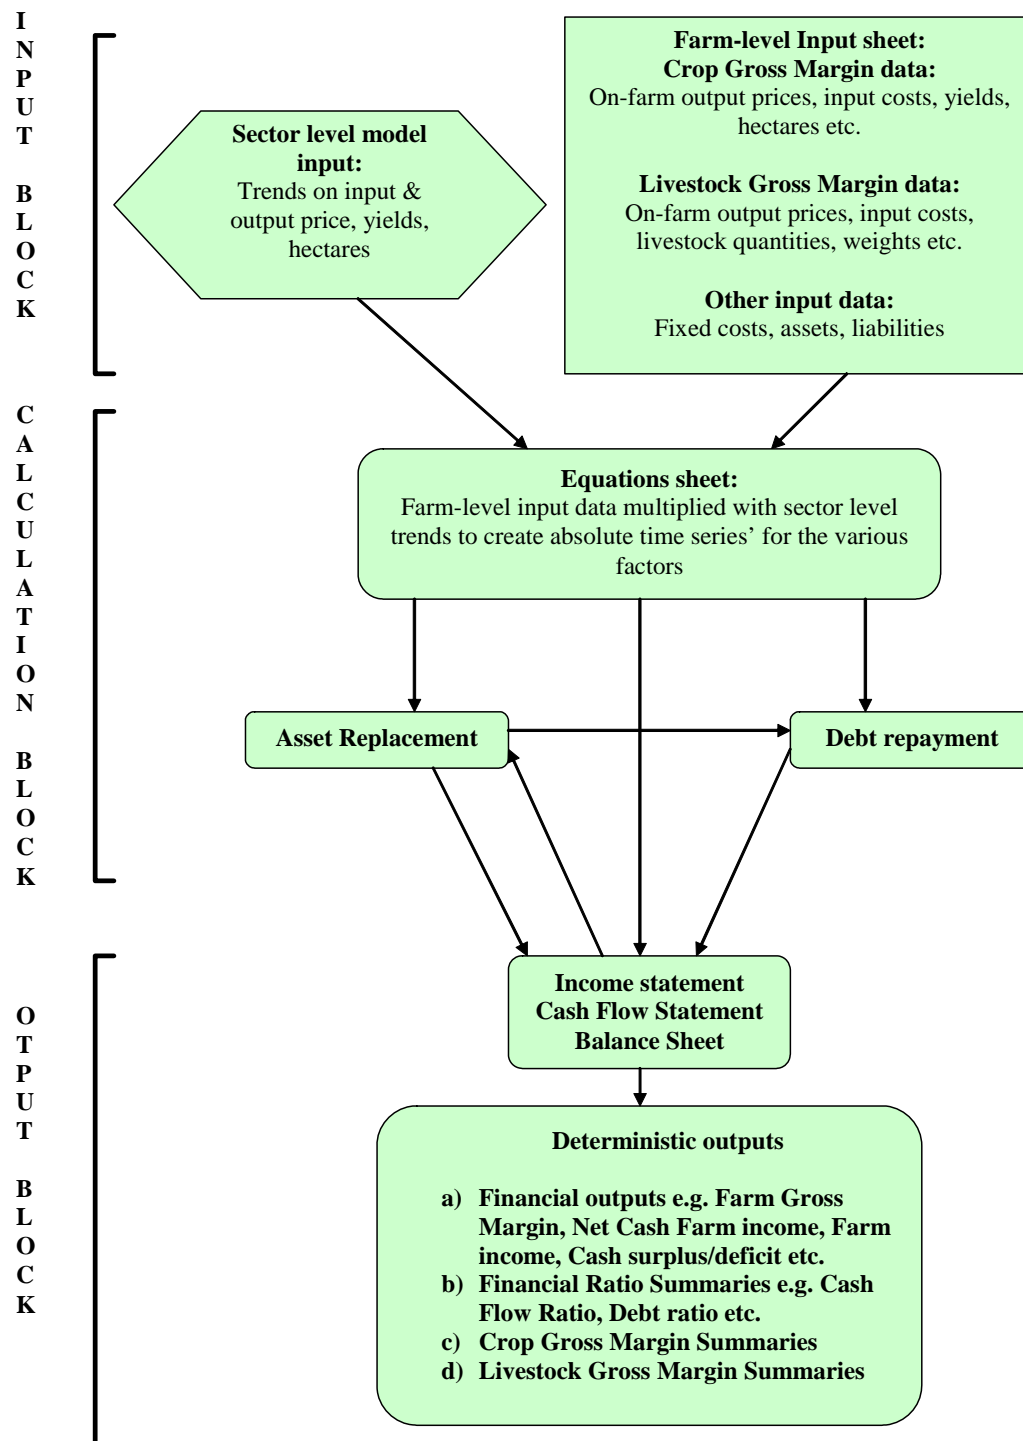 INPUT BLOCK
Sector level model
input:
Trends on input &
output price, yields,
hectares
Farm-level Input sheet:
Crop Gross Margin data:
On-farm output prices, input costs, yields,
hectares etc.
Livestock Gross Margin data:
On-farm output prices, input costs,
livestock quantities, weights etc.
Other input data:
Fixed costs, assets, liabilities
CALCULATION BLOCK
Equations sheet:
Farm-level input data multiplied with sector level
trends to create absolute time series’ for the various
factors
Asset Replacement
Debt repayment
OTPUT BLOCK
Income statement
Cash Flow Statement
Balance Sheet
Deterministic outputs
a) Financial outputs e.g. Farm Gross
Margin, Net Cash Farm income, Farm
income, Cash surplus/deficit etc.
b) Financial Ratio Summaries e.g. Cash
Flow Ratio, Debt ratio etc.
c) Crop Gross Margin Summaries
d) Livestock Gross Margin Summaries